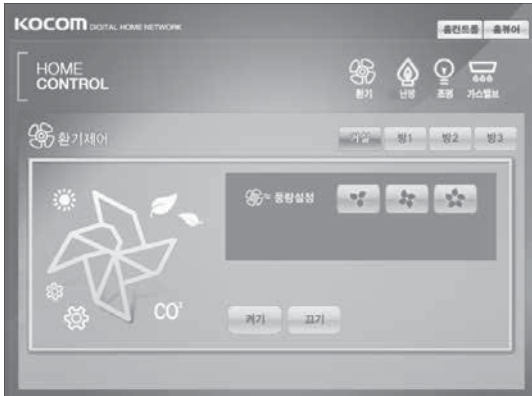 KOCOM DIGITAL HOME NETWORK
홈컨트롤 홈뷰어
HOME
CONTROL
환기 난방 조명 가스밸브
환기제어
거실 방1 방2 방3
풍량설정
CO²
켜기 끄기